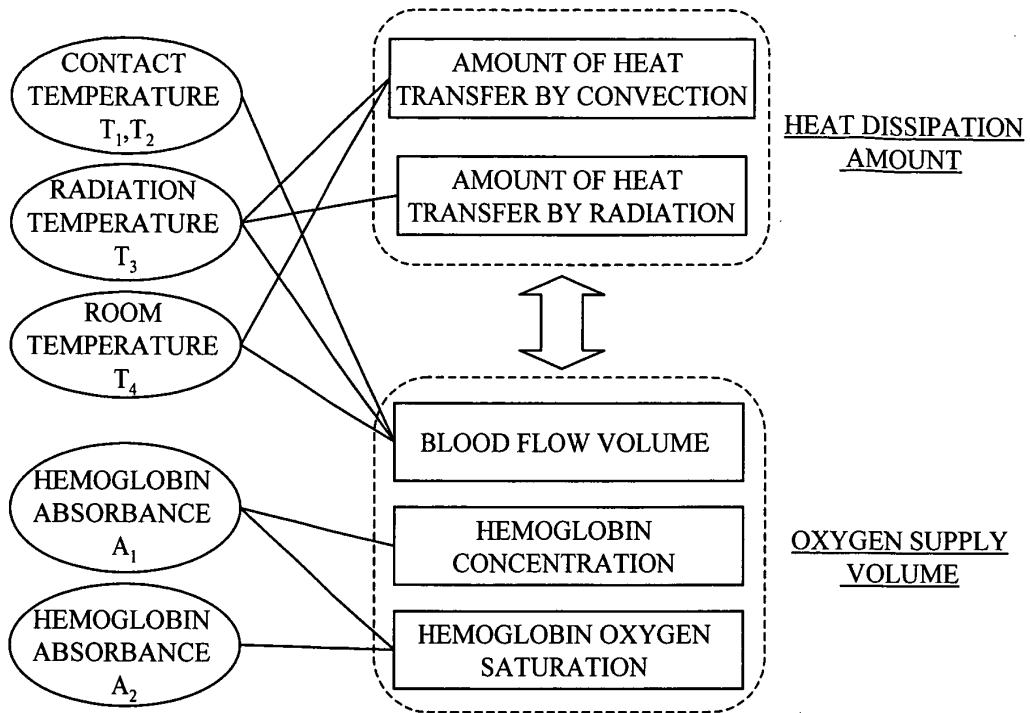 CONTACT
TEMPERATURE
T1,T2
RADIATION
TEMPERATURE
T3
ROOM
TEMPERATURE
T4
HEMOGLOBIN
ABSORBANCE
A1
HEMOGLOBIN
ABSORBANCE
A2
AMOUNT OF HEAT
TRANSFER BY CONVECTION
AMOUNT OF HEAT
TRANSFER BY RADIATION
HEAT DISSIPATION
AMOUNT
BLOOD FLOW VOLUME
HEMOGLOBIN
CONCENTRATION
HEMOGLOBIN OXYGEN
SATURATION
OXYGEN SUPPLY
VOLUME